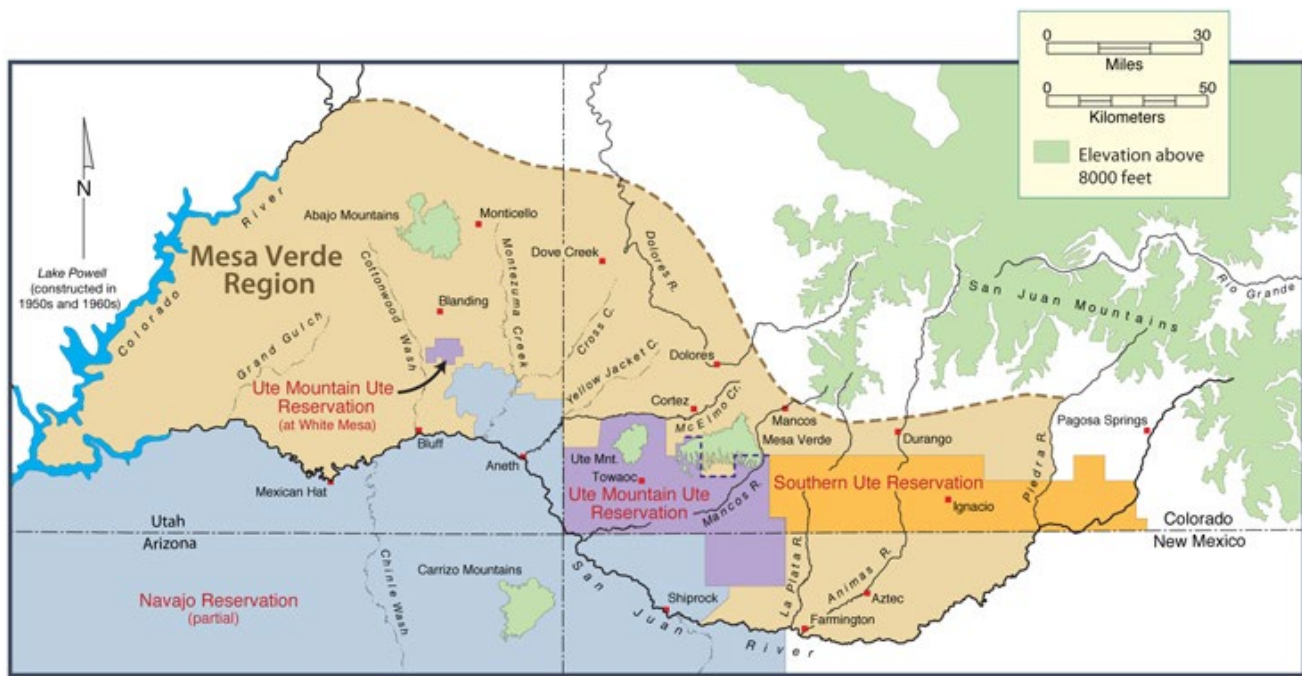 0 30
Miles
0 50
Kilometers
Elevation above
8000 feet
N
Lake Powell
(constructed in
1950s and 1960s)
Colorado
River
Mesa Verde
Region
Abajo Mountains
Monticello
Dove Creek
Dolores R.
San Juan Mountains
Rio Grande
Cottonwood Wash
Montezuma Creek
Blanding
Cross C.
Grand Gulch
Yellow Jacket C.
Dolores
Ute Mountain Ute
Reservation
(at White Mesa)
Cortez
McElmo Cr.
Mancos
Mesa Verde
Durango
Pagosa Springs
Piedra R.
Bluff
Aneth
Mexican Hat
Ute Mnt.
Towaoc
Ute Mountain Ute
Reservation
Mancos R.
Southern Ute Reservation
Ignacio
Utah
Arizona
Colorado
New Mexico
Navajo Reservation
(partial)
Chinle Wash
Carrizo Mountains
San Juan River
Shiprock
La Plata R.
Animas R.
Aztec
Farmington